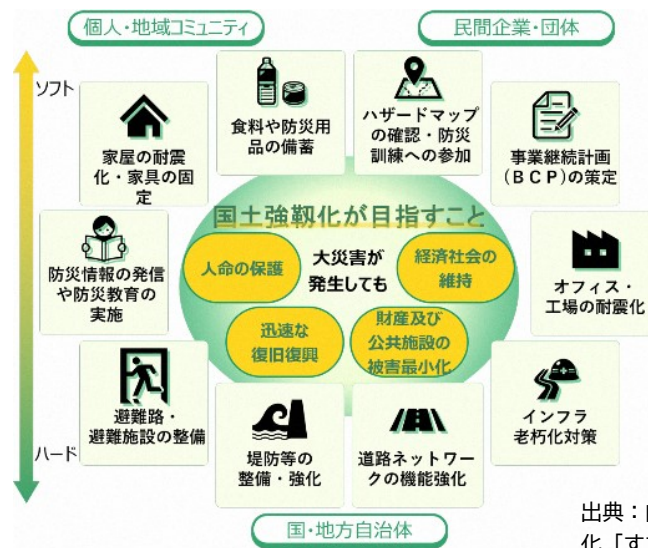 個人・地域コミュニティ
民間企業・団体
ソフト
家屋の耐震
化・家具の固
定
食料や防災用
品の備蓄
ハザードマップ
の確認・防災
訓練への参加
事業継続計画
(BCP)の策定
国土強靱化が目指すこと
人命の保護
大災害が
発生しても
経済社会の
維持
迅速な
復旧復興
財産及び
公共施設の
被害最小化
防災情報の発信
や防災教育の
実施
オフィス・
工場の耐震化
避難路・
避難施設の整備
堤防等の
整備・強化
道路ネットワー
クの機能強化
インフラ
老朽化対策
ハード
国・地方自治体
出典:
化「す